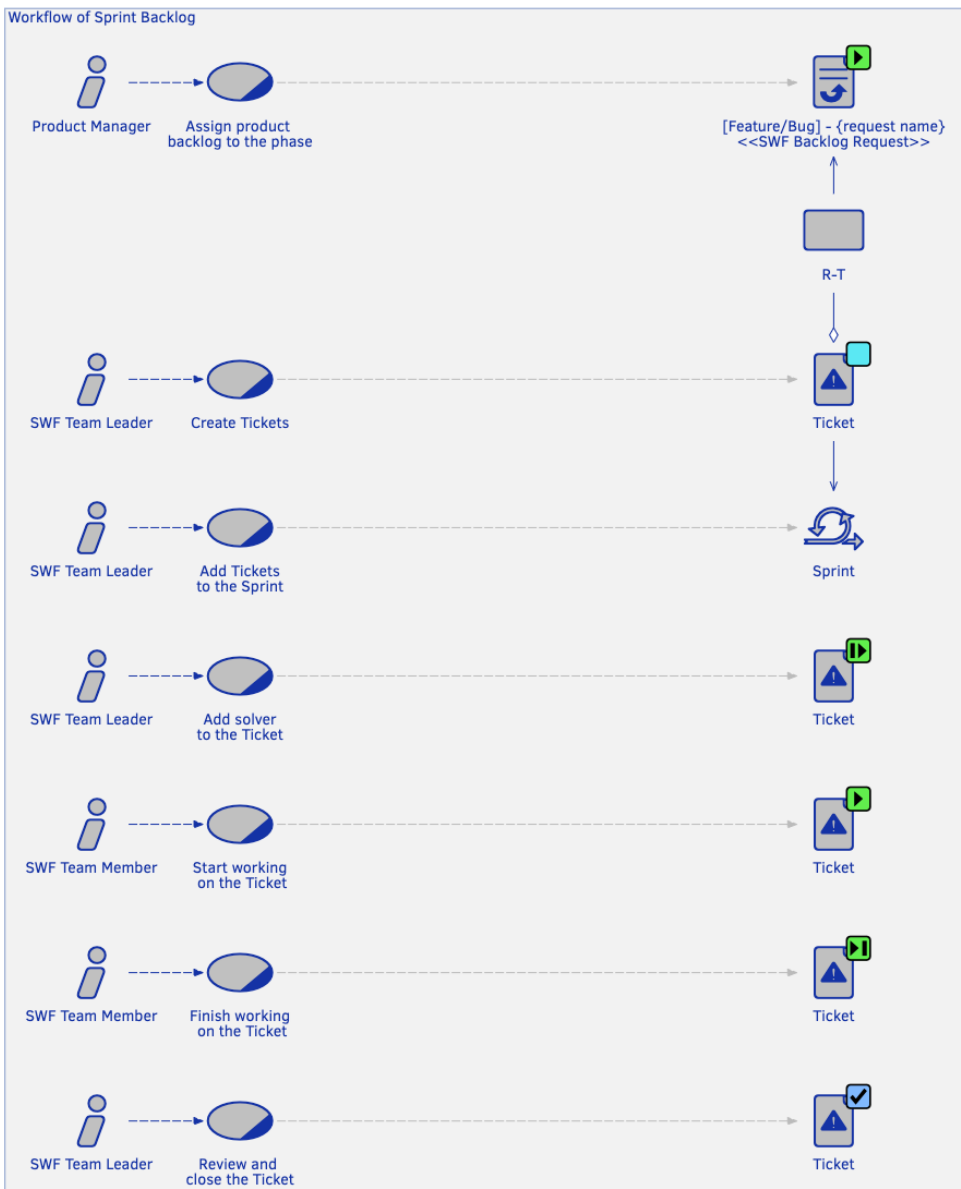 Workflow of Sprint Backlog
Product Manager
Assign product
backlog to the phase
[Feature/Bug] - {request name}
<<SWF Backlog Request>>
R-T
SWF Team Leader
Create Tickets
Ticket
SWF Team Leader
Add Tickets
to the Sprint
Sprint
SWF Team Leader
Add solver
to the Ticket
Ticket
SWF Team Member
Start working
on the Ticket
Ticket
SWF Team Member
Finish working
on the Ticket
Ticket
SWF Team Leader
Review and
close the Ticket
Ticket